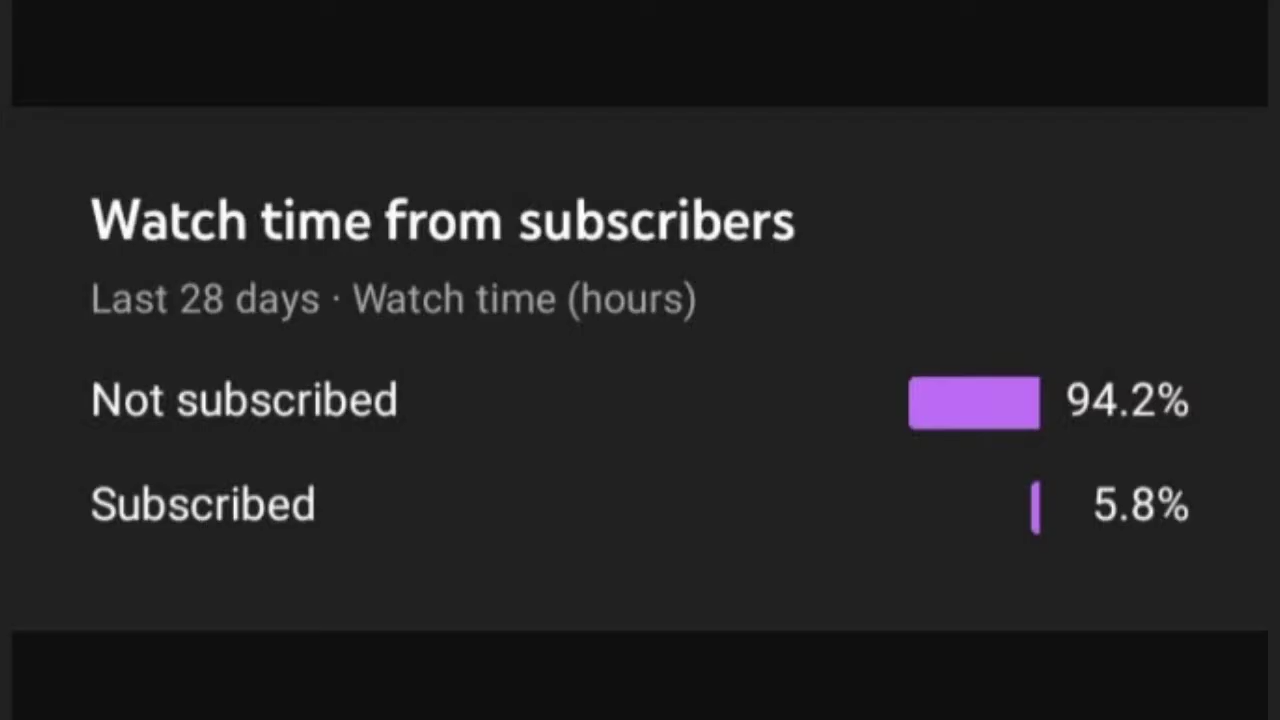 Watch time from subscribers
Last 28 days · Watch time (hours)
Not subscribed 94.2%
Subscribed 5.8%